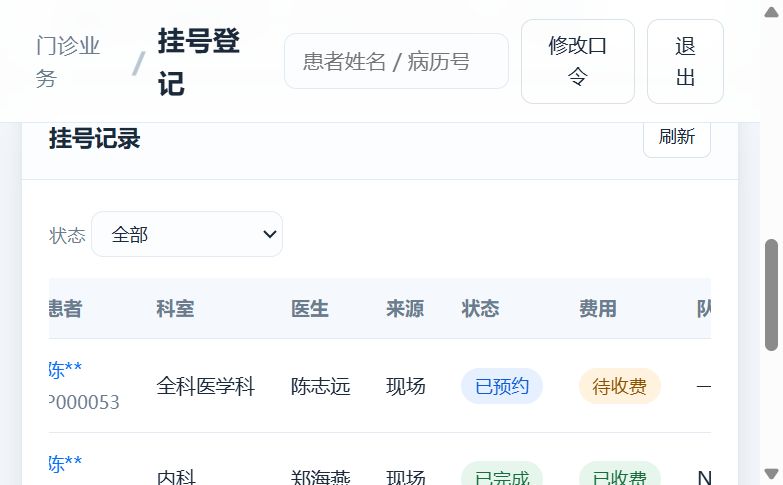 门诊业务 / 挂号登记
患者姓名 / 病历号
修改口令
退出
挂号记录
刷新
状态 全部
患者 科室 医生 来源 状态 费用
陈** 全科医学科 陈志远 现场 已预约 待收费 —
P000053
陈** 内科 郑海燕 现场 已完成 已收费 N